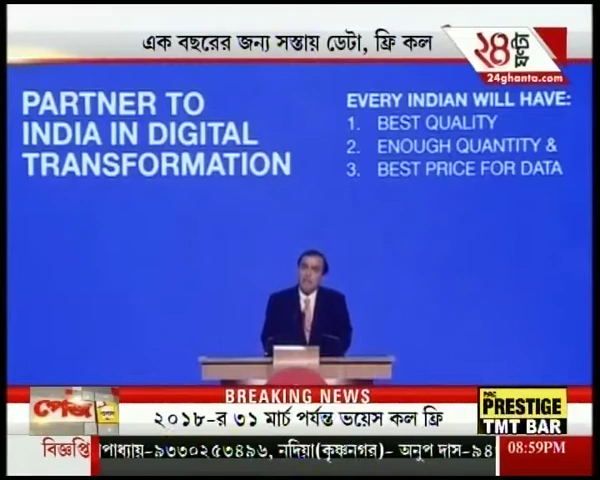 এক বছরের জন্য সস্তায় ডেটা, ফ্রি কল
২৪ ঘণ্টা
24ghanta.com
PARTNER TO
INDIA IN DIGITAL
TRANSFORMATION
EVERY INDIAN WILL HAVE:
1. BEST QUALITY
2. ENOUGH QUANTITY &
3. BEST PRICE FOR DATA
BREAKING NEWS
২০১৮-র ৩১ মার্চ পর্যন্ত ভয়েস কল ফ্রি
পেজ
PRESTIGE
TMT BAR
বিজ্ঞপ্তি
পাধ্যায়-৯৩৩০২৫৩৪৯৬, নদিয়া(কৃষ্ণনগর)- অনুপ দাস-৯৪
08:59PM